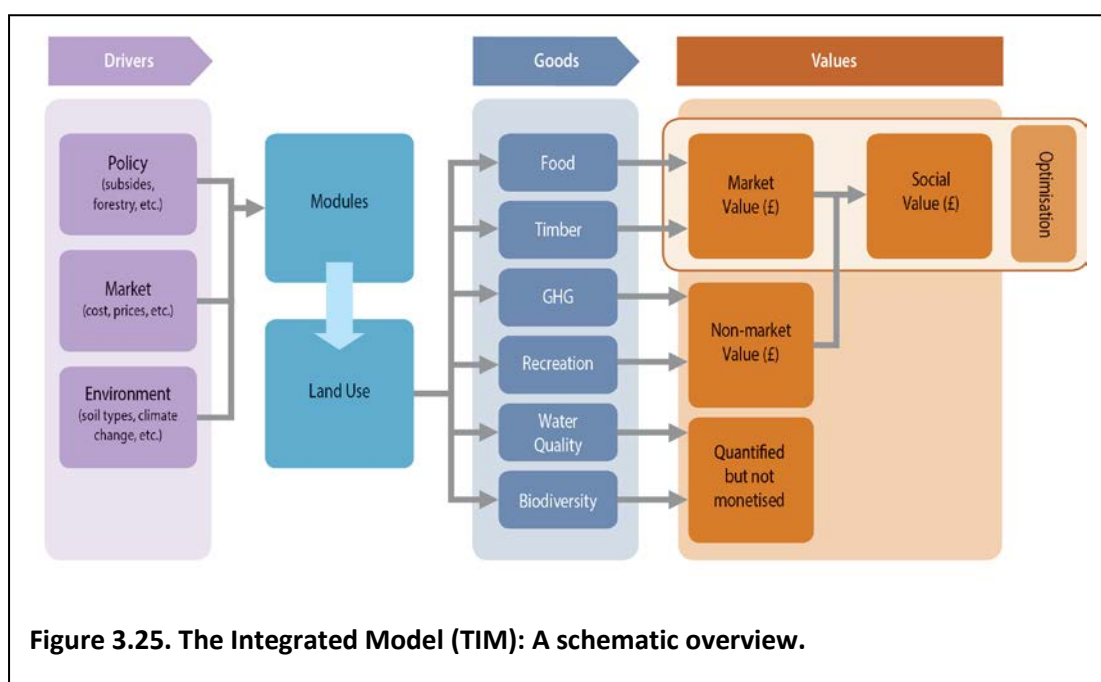 Drivers
Goods
Values
Policy
(subsides,
forestry, etc.)
Market
(cost, prices, etc.)
Environment
(soil types, climate
change, etc.)
Modules
Land Use
Food
Timber
GHG
Recreation
Water
Quality
Biodiversity
Market
Value (£)
Non-market
Value (£)
Quantified
but not
monetised
Social
Value (£)
Optimisation
Figure 3.25. The Integrated Model (TIM): A schematic overview.